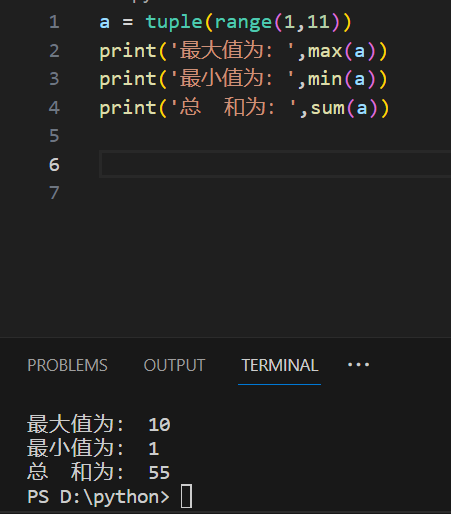 1 a = tuple(range(1,11))
2 print('最大值为: ',max(a))
3 print('最小值为: ',min(a))
4 print('总  和为: ',sum(a))
5
6
7
PROBLEMS OUTPUT TERMINAL ···
最大值为:  10
最小值为:  1
总  和为:  55
PS D:\python>